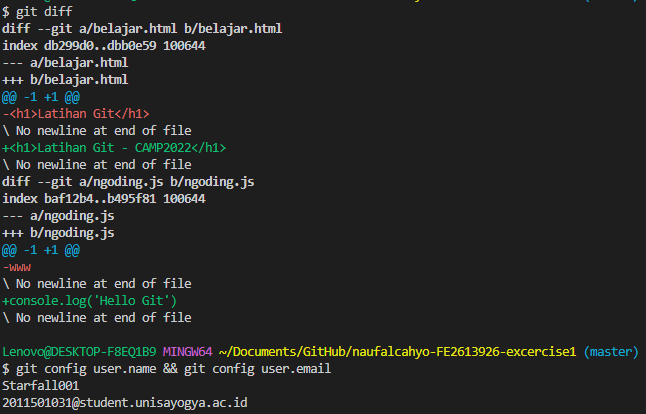 $ git diff
diff --git a/belajar.html b/belajar.html
index db299d0..dbb0e59 100644
--- a/belajar.html
+++ b/belajar.html
@@ -1 +1 @@
-<h1>Latihan Git</h1>
\ No newline at end of file
+<h1>Latihan Git - CAMP2022</h1>
\ No newline at end of file
diff --git a/ngoding.js b/ngoding.js
index baf12b4..b495f81 100644
--- a/ngoding.js
+++ b/ngoding.js
@@ -1 +1 @@
-www
\ No newline at end of file
+console.log('Hello Git')
\ No newline at end of file
Lenovo@DESKTOP-F8EQ1B9 MINGW64 ~/Documents/GitHub/naufalcahyo-FE2613926-excercise1 (master)
$ git config user.name && git config user.email
Starfall001
2011501031@student.unisayogya.ac.id